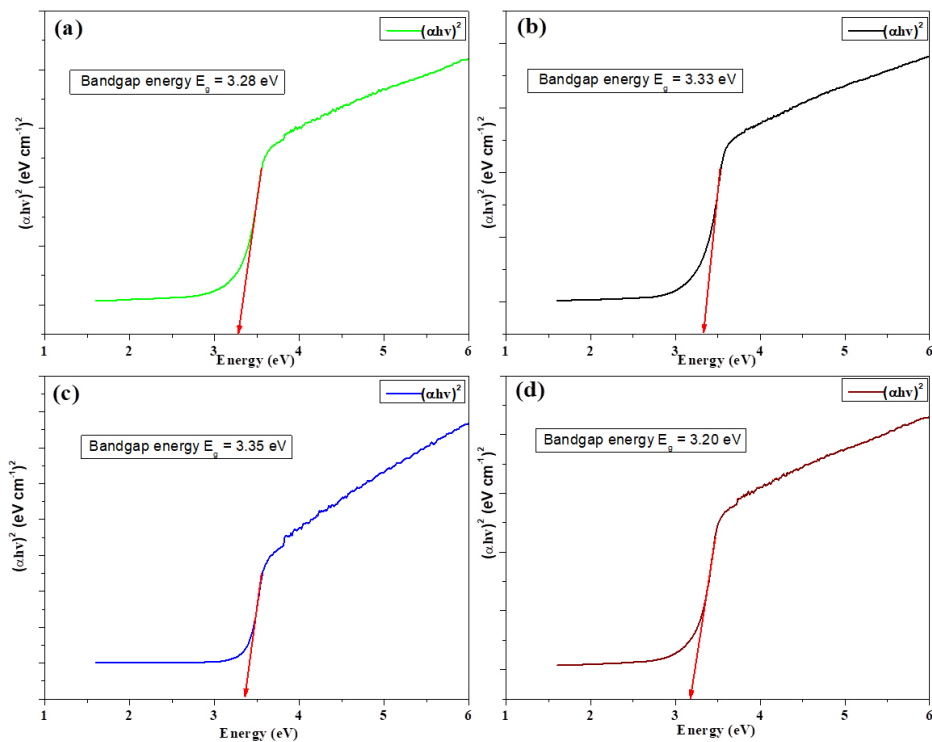 (a)
(αhν)²
Bandgap energy E_g = 3.28 eV
(αhν)² (eV cm⁻¹)²
1 2 3 4 5 6
Energy (eV)
(b)
(αhν)²
Bandgap energy E_g = 3.33 eV
(αhν)² (eV cm⁻¹)²
1 2 3 4 5 6
Energy (eV)
(c)
(αhν)²
Bandgap energy E_g = 3.35 eV
(αhν)² (eV cm⁻¹)²
1 2 3 4 5 6
Energy (eV)
(d)
(αhν)²
Bandgap energy E_g = 3.20 eV
(αhν)² (eV cm⁻¹)²
1 2 3 4 5 6
Energy (eV)